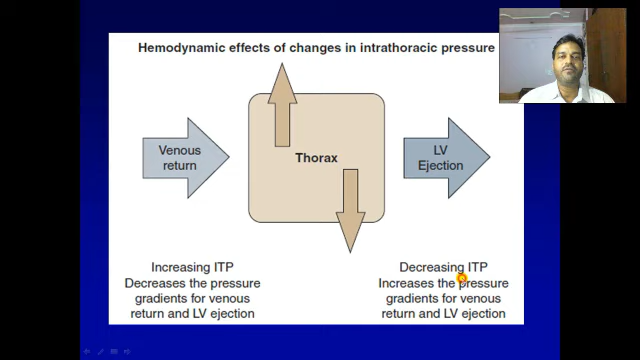 Hemodynamic effects of changes in intrathoracic pressure
Venous
return
Thorax
LV
Ejection
Increasing ITP
Decreases the pressure
gradients for venous
return and LV ejection
Decreasing ITP
Increases the pressure
gradients for venous
return and LV ejection